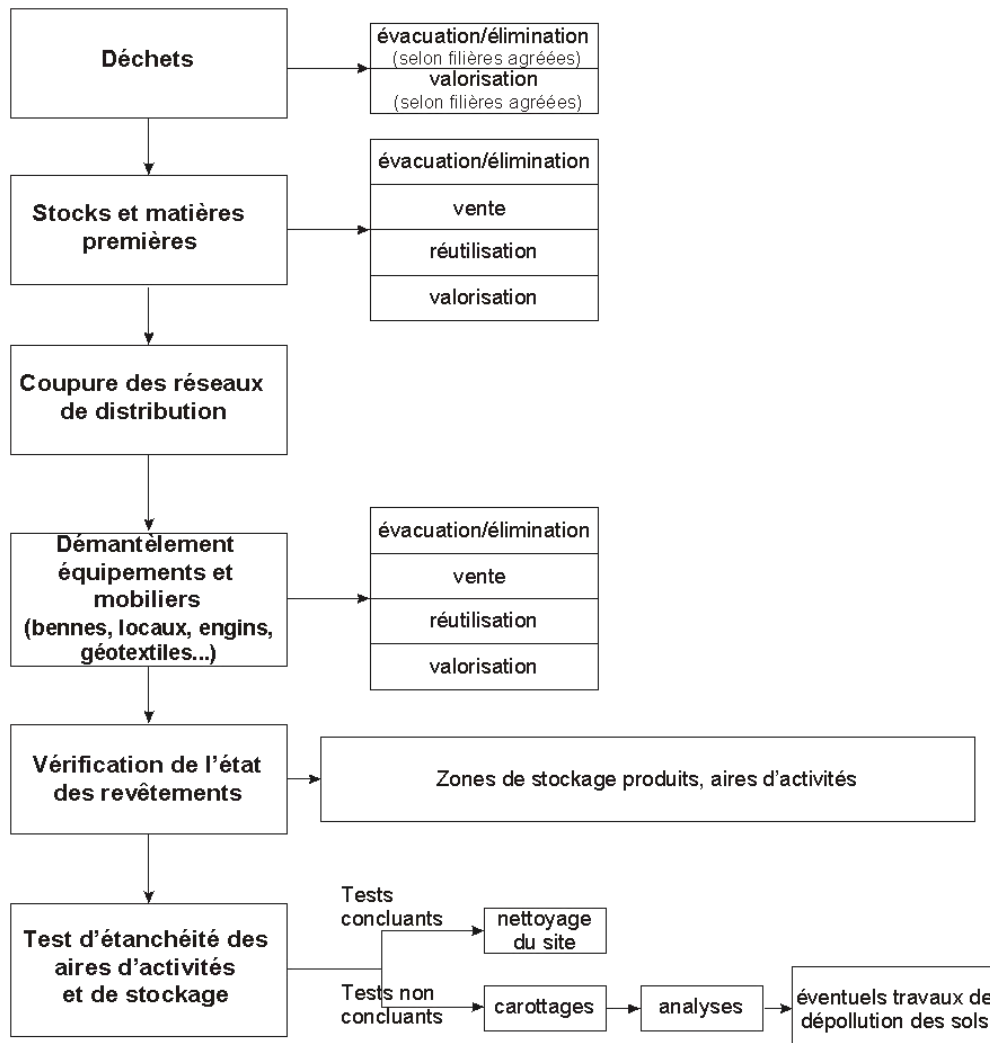 Déchets
évacuation/élimination
(selon filières agréées)
valorisation
(selon filières agréées)
Stocks et matières
premières
évacuation/élimination
vente
réutilisation
valorisation
Coupure des réseaux
de distribution
Démantèlement
équipements et
mobiliers
(bennes, locaux, engins,
géotextiles...)
évacuation/élimination
vente
réutilisation
valorisation
Vérification de l'état
des revêtements
Zones de stockage produits, aires d'activités
Test d'étanchéité des
aires d'activités
et de stockage
Tests
concluants
nettoyage
du site
Tests non
concluants
carottages
analyses
éventuels travaux de
dépollution des sols